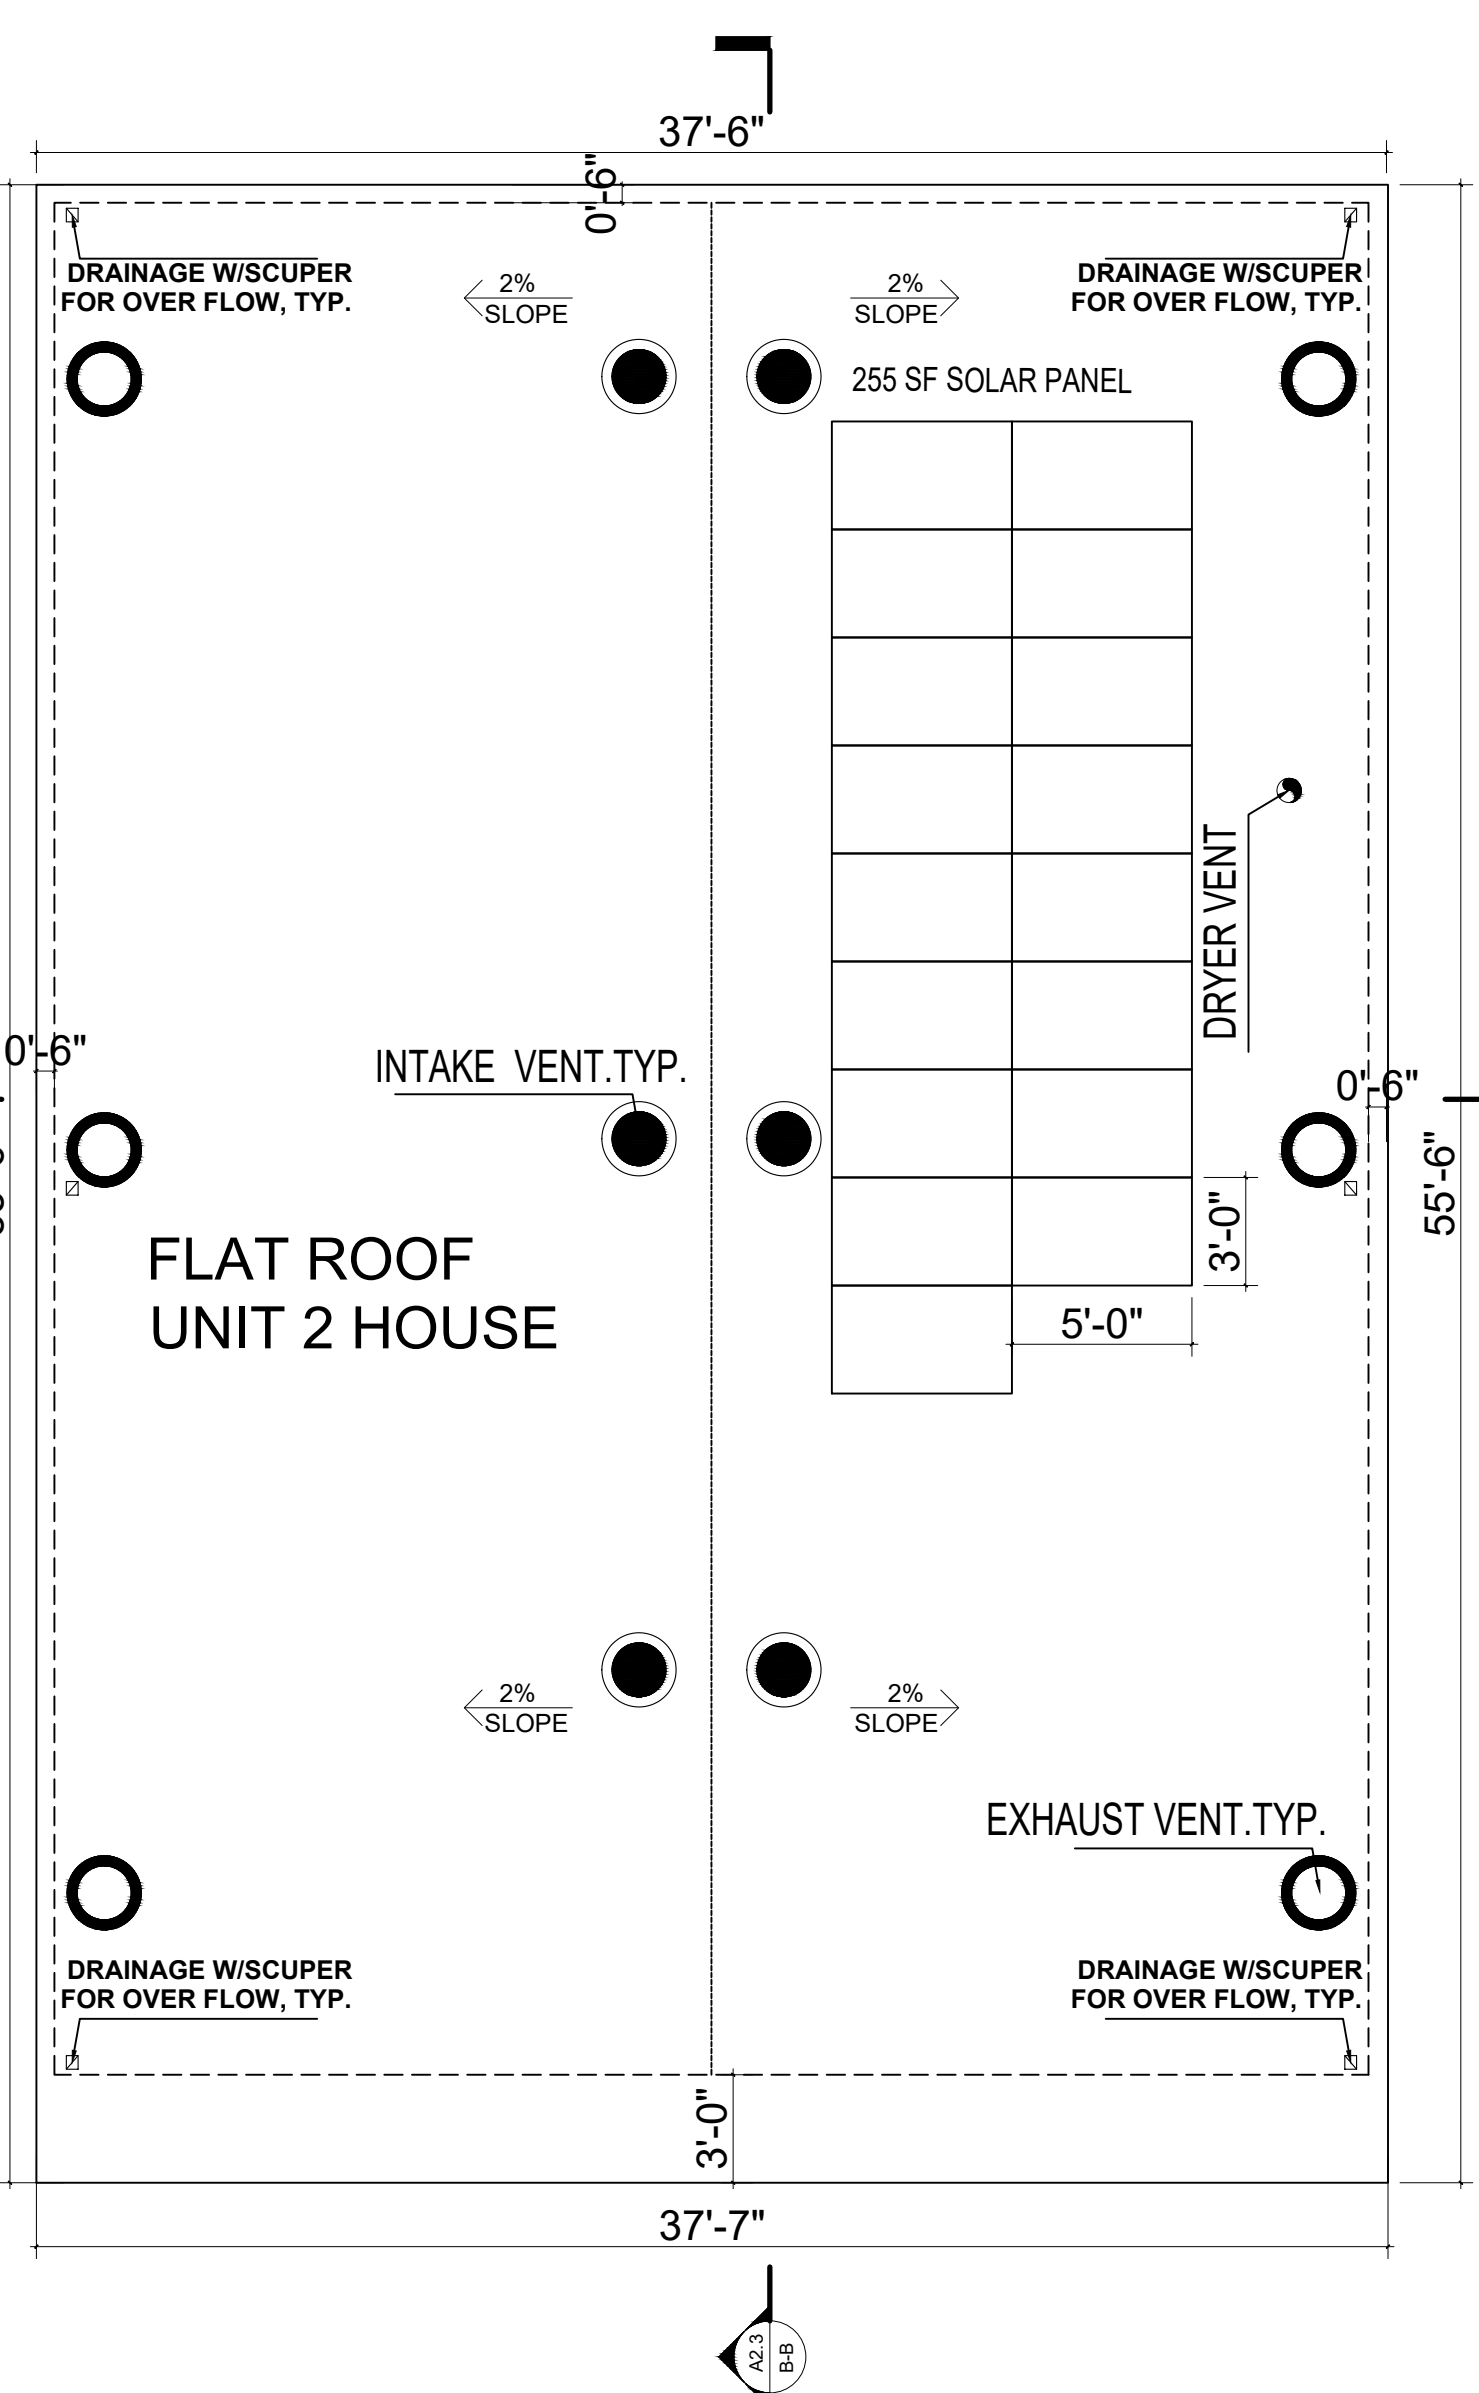 37'-6"
0'-6"
DRAINAGE W/SCUPER
FOR OVER FLOW, TYP.
DRAINAGE W/SCUPER
FOR OVER FLOW, TYP.
2%
SLOPE
2%
SLOPE
255 SF SOLAR PANEL
DRYER VENT
0'-6"
INTAKE VENT.TYP.
0'-6"
55'-6"
3'-0"
FLAT ROOF
UNIT 2 HOUSE
5'-0"
2%
SLOPE
2%
SLOPE
EXHAUST VENT.TYP.
DRAINAGE W/SCUPER
FOR OVER FLOW, TYP.
DRAINAGE W/SCUPER
FOR OVER FLOW, TYP.
3'-0"
37'-7"
A2.3
B-B